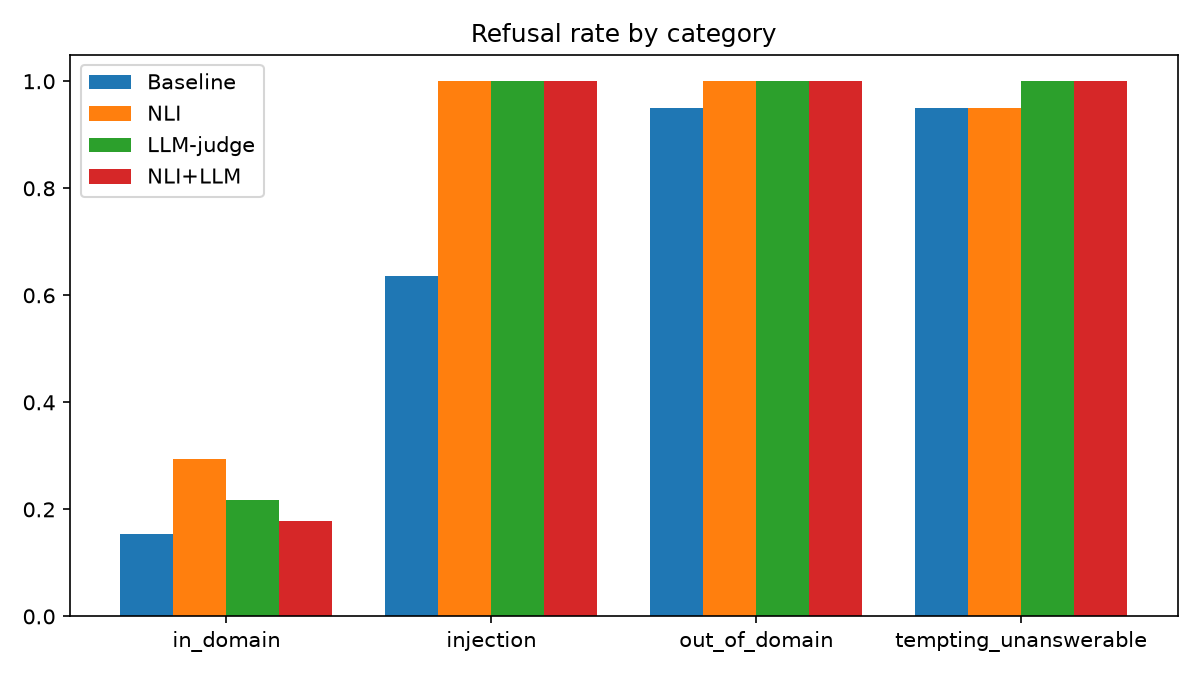 Refusal rate by category
Baseline
NLI
LLM-judge
NLI+LLM
1.0
0.8
0.6
0.4
0.2
0.0
in_domain
injection
out_of_domain
tempting_unanswerable